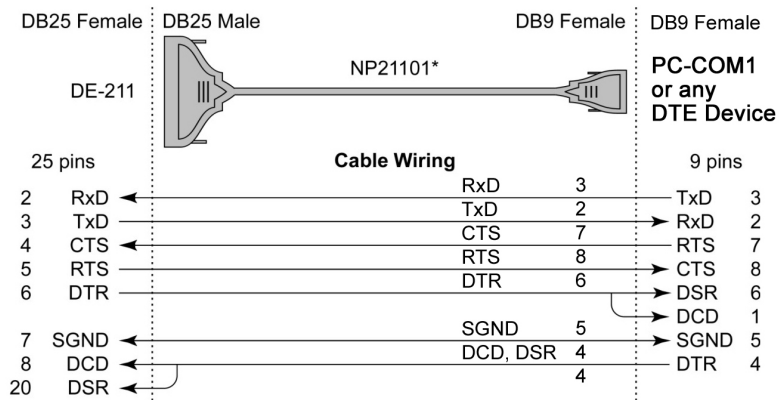 DB25 Female DB25 Male DB9 Female DB9 Female
NP21101*
DE-211
PC-COM1
or any
DTE Device
25 pins Cable Wiring 9 pins
2 RxD RxD 3 TxD 3
3 TxD TxD 2 RxD 2
4 CTS CTS 7 RTS 7
5 RTS RTS 8 CTS 8
6 DTR DTR 6 DSR 6
DCD 1
7 SGND SGND 5 SGND 5
8 DCD DCD, DSR 4 DTR 4
20 DSR 4